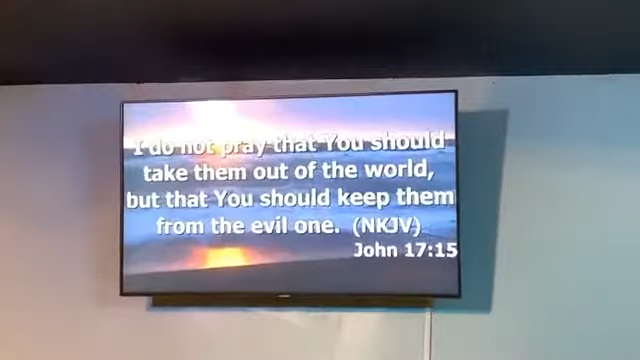 I do not pray that You should
take them out of the world,
but that You should keep them
from the evil one. (NKJV)
John 17:15